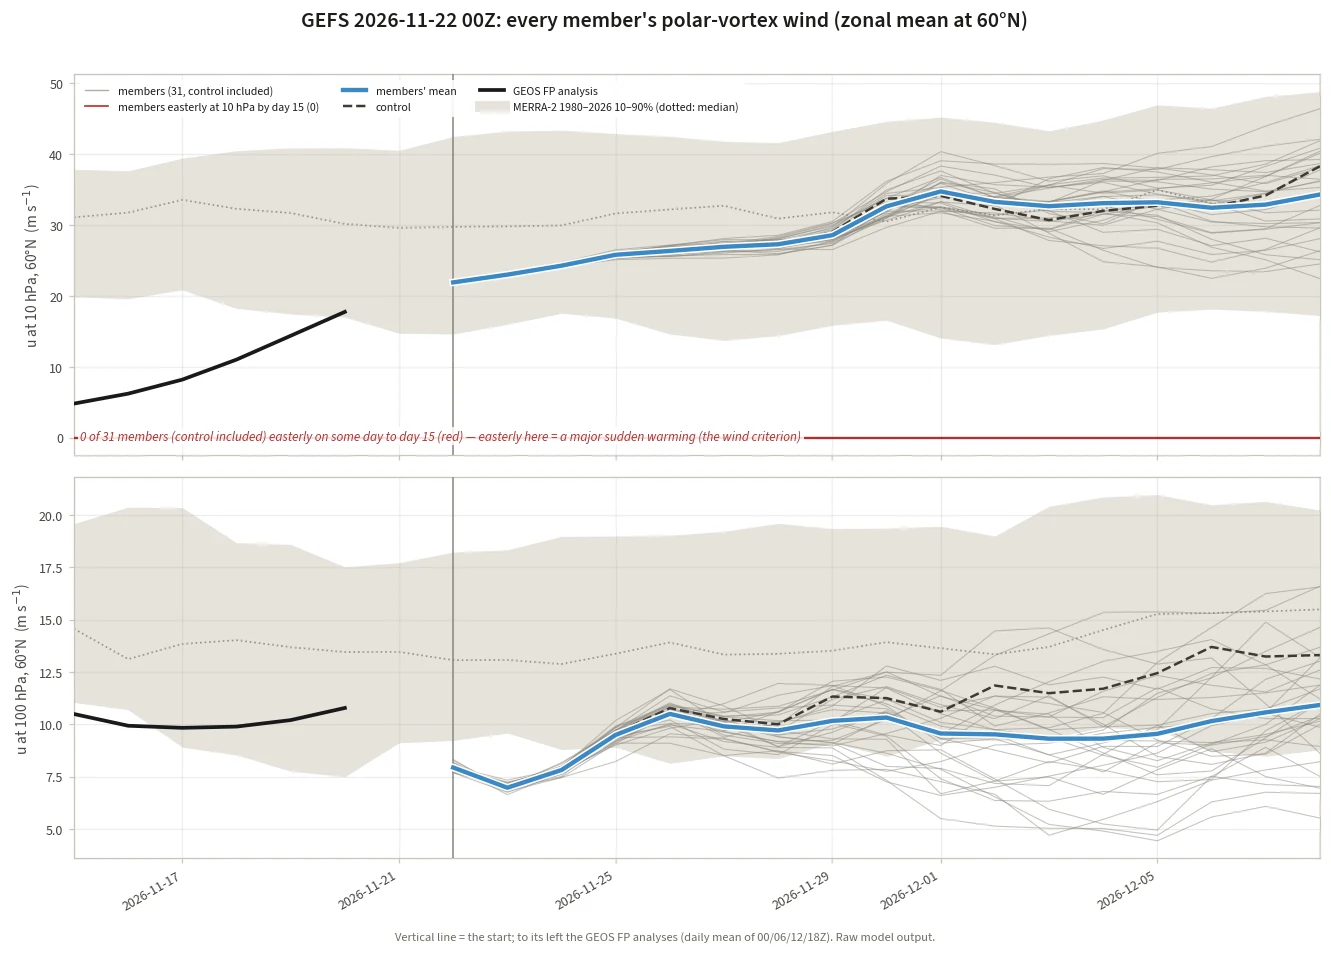 GEFS 2026-11-22 00Z: every member's polar-vortex wind (zonal mean at 60°N)
members (31, control included)
members easterly at 10 hPa by day 15 (0)
members' mean
control
GEOS FP analysis
MERRA-2 1980–2026 10–90% (dotted: median)
u at 10 hPa, 60°N (m s⁻¹)
50
40
30
20
10
0
0 of 31 members (control included) easterly on some day to day 15 (red) — easterly here = a major sudden warming (the wind criterion)
u at 100 hPa, 60°N (m s⁻¹)
20.0
17.5
15.0
12.5
10.0
7.5
5.0
2026-11-17
2026-11-21
2026-11-25
2026-11-29
2026-12-01
2026-12-05
Vertical line = the start; to its left the GEOS FP analyses (daily mean of 00/06/12/18Z). Raw model output.